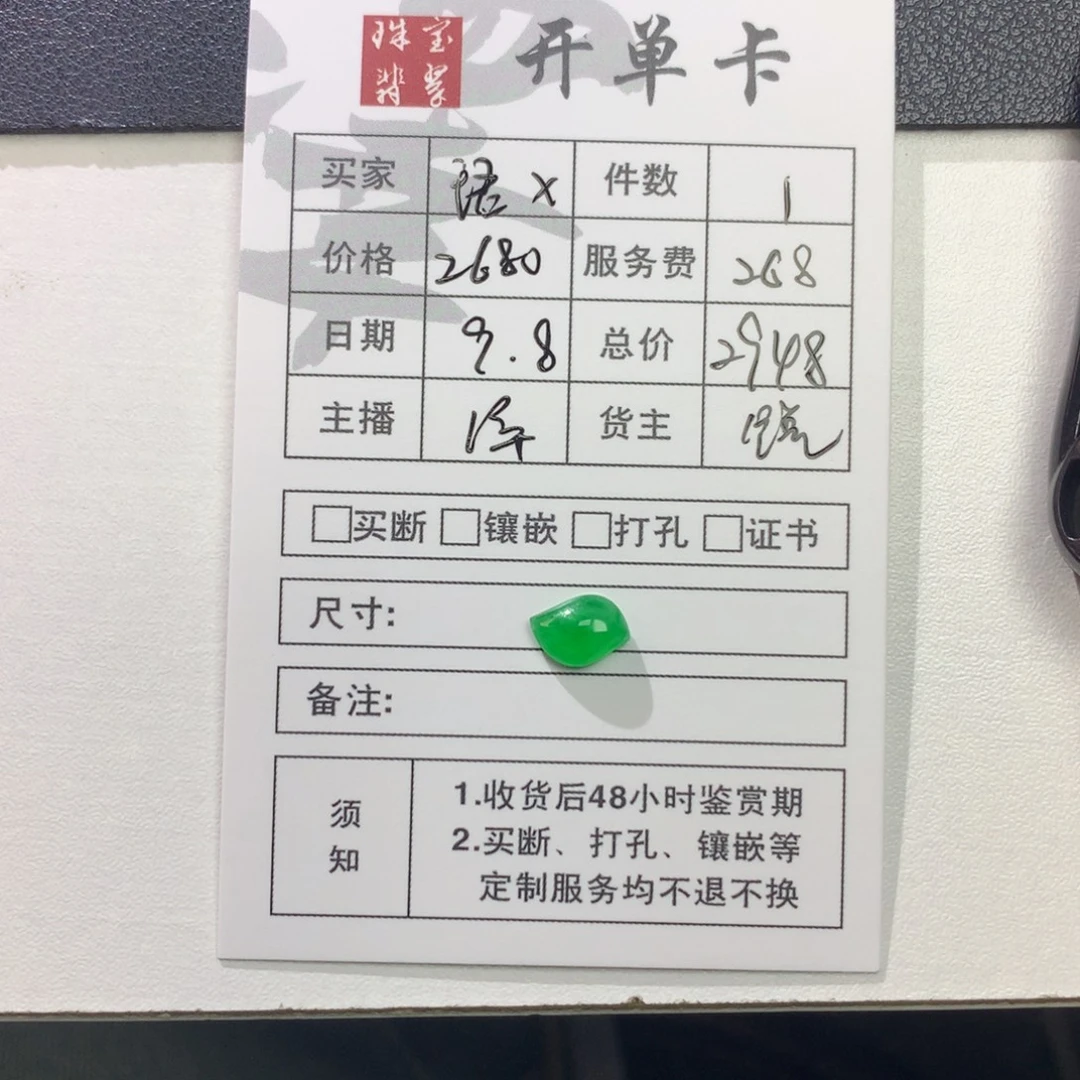 珠宝
翡翠
开单卡
买家 X 件数 1
价格 2680 服务费 268
日期 9.8 总价 2948
主播 货主
□买断 □镶嵌 □打孔 □证书
尺寸:
备注:
须知
1.收货后48小时鉴赏期
2.买断、打孔、镶嵌等
定制服务均不退不换